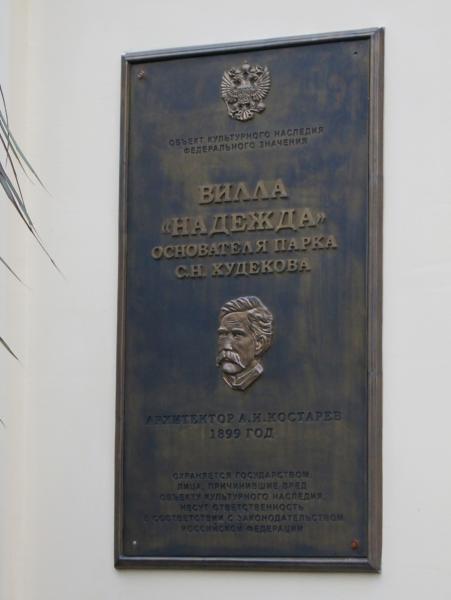 ОБЪЕКТ КУЛЬТУРНОГО НАСЛЕДИЯ
ФЕДЕРАЛЬНОГО ЗНАЧЕНИЯ
ВИЛЛА
«НАДЕЖДА»
ОСНОВАТЕЛЯ ПАРКА
С.Н. ХУДЕКОВА
АРХИТЕКТОР А.И.КОСТАРЕВ
1899 ГОД
ОХРАНЯЕТСЯ ГОСУДАРСТВОМ,
ЛИЦА, ПРИЧИНИВШИЕ ВРЕД
ОБЪЕКТУ КУЛЬТУРНОГО НАСЛЕДИЯ,
НЕСУТ ОТВЕТСТВЕННОСТЬ
В СООТВЕТСТВИИ С ЗАКОНОДАТЕЛЬСТВОМ
РОССИЙСКОЙ ФЕДЕРАЦИИ